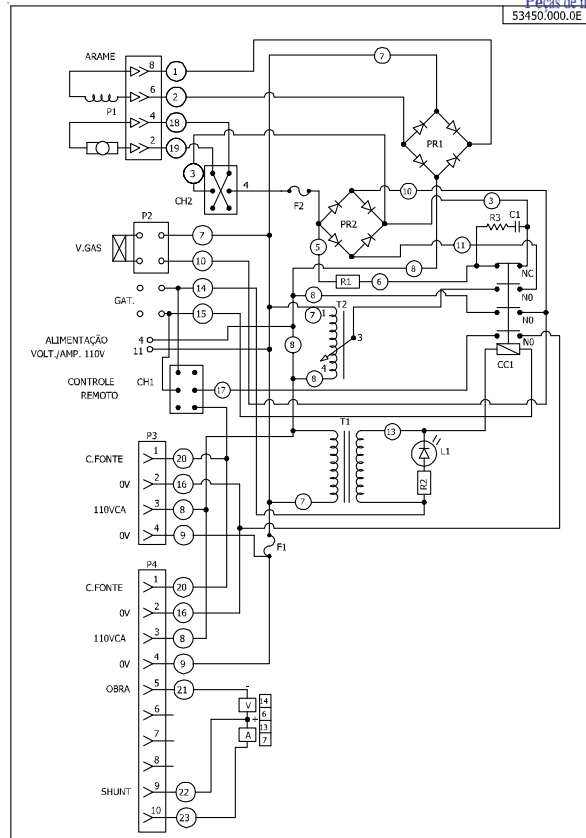 Peças de
53450.000.0E
ARAME
8 1 7
6 2
P1
4 18
PR1
2 19
3 4
CH2
F2
10
3
PR2
R3 C1
P2
7
5
11
V.GAS
8
10
R1 6
NC
GAT.
14
8
T2
N0
15
7 1
ALIMENTAÇÃO 4
8
3
N0
VOLT./AMP. 110V 11
CC1
CONTROLE CH1
8 4
REMOTO
17
T1
13
P3
L1
C.FONTE 1 20
0V 2 16
R2
110VCA 3 8
7
0V 4 9
F1
P4
C.FONTE 1 20
0V 2 16
110VCA 3 8
0V 4 9
OBRA 5 21
-
V 14
6 + 6
13
7 A 7
8
SHUNT 9 22
10 23